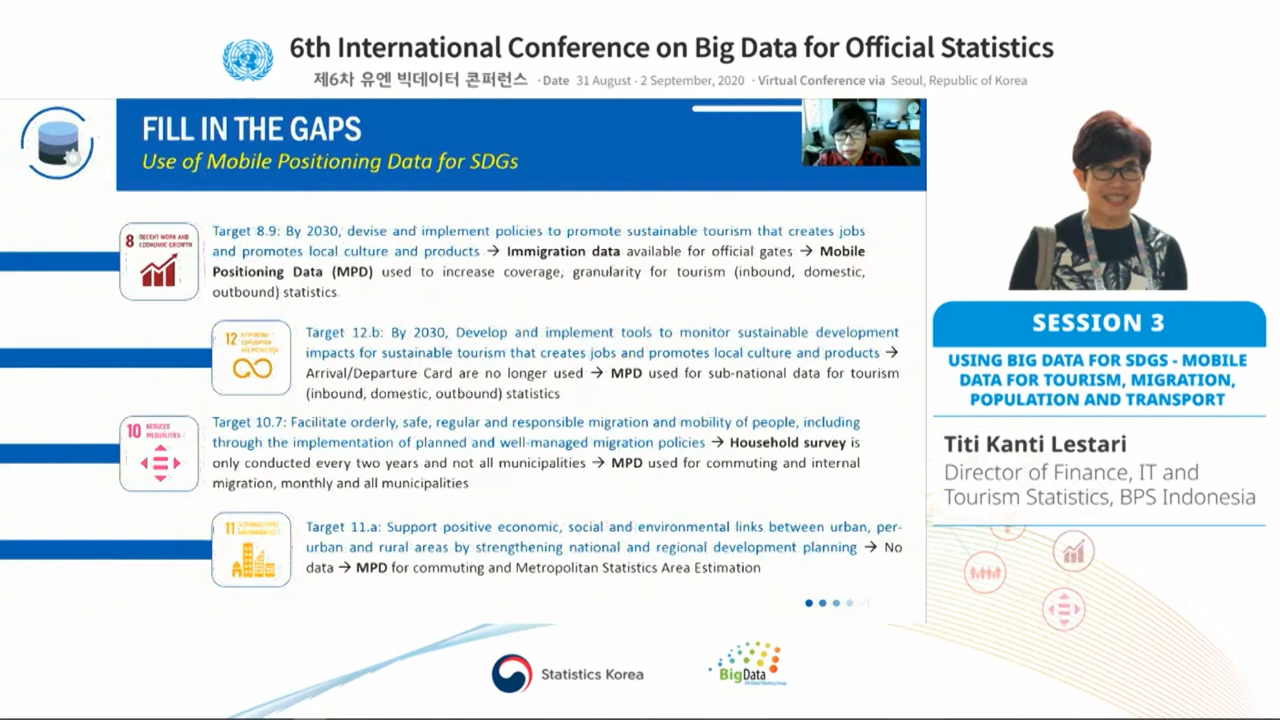 6th International Conference on Big Data for Official Statistics
제6차 유엔 빅데이터 콘퍼런스 · Date 31 August - 2 September, 2020 · Virtual Conference via Seoul, Republic of Korea
FILL IN THE GAPS
Use of Mobile Positioning Data for SDGs
8 DECENT WORK AND
ECONOMIC GROWTH
Target 8.9: By 2030, devise and implement policies to promote sustainable tourism that creates jobs
and promotes local culture and products → Immigration data available for official gates → Mobile
Positioning Data (MPD) used to increase coverage, granularity for tourism (inbound, domestic,
outbound) statistics
12 RESPONSIBLE
CONSUMPTION
AND PRODUCTION
Target 12.b: By 2030, Develop and implement tools to monitor sustainable development
impacts for sustainable tourism that creates jobs and promotes local culture and products →
Arrival/Departure Card are no longer used → MPD used for sub-national data for tourism
(inbound, domestic, outbound) statistics
10 REDUCED
INEQUALITIES
Target 10.7: Facilitate orderly, safe, regular and responsible migration and mobility of people, including
through the implementation of planned and well-managed migration policies → Household survey is
only conducted every two years and not all municipalities → MPD used for commuting and internal
migration, monthly and all municipalities
11
Target 11.a: Support positive economic, social and environmental links between urban, per-
urban and rural areas by strengthening national and regional development planning → No
data → MPD for commuting and Metropolitan Statistics Area Estimation
SESSION 3
USING BIG DATA FOR SDGS - MOBILE
DATA FOR TOURISM, MIGRATION,
POPULATION AND TRANSPORT
Titi Kanti Lestari
Director of Finance, IT and
Tourism Statistics, BPS Indonesia
Statistics Korea
BigData